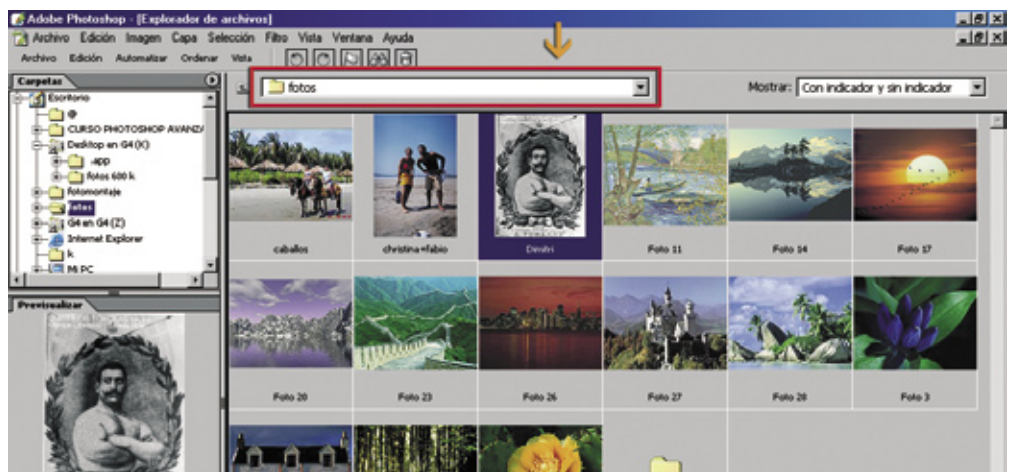 Adobe Photoshop - [Explorador de archivos]
Archivo Edición Imagen Capa Selección Filtro Vista Ventana Ayuda
Archivo Edición Automatizar Ordenar Vista
Carpetas
fotos
Mostrar: Con indicador y sin indicador
Escritorio
@
CURSO PHOTOSHOP AVANZA
Desktop en G4 (K)
.app
fotos 600 k
fotomontaje
fotos
G4 en G4 (Z)
Internet Explorer
k
Mi PC
Previsualizar
caballos christina+fabio Dimitri Foto 11 Foto 14 Foto 17
Foto 20 Foto 23 Foto 26 Foto 27 Foto 28 Foto 3